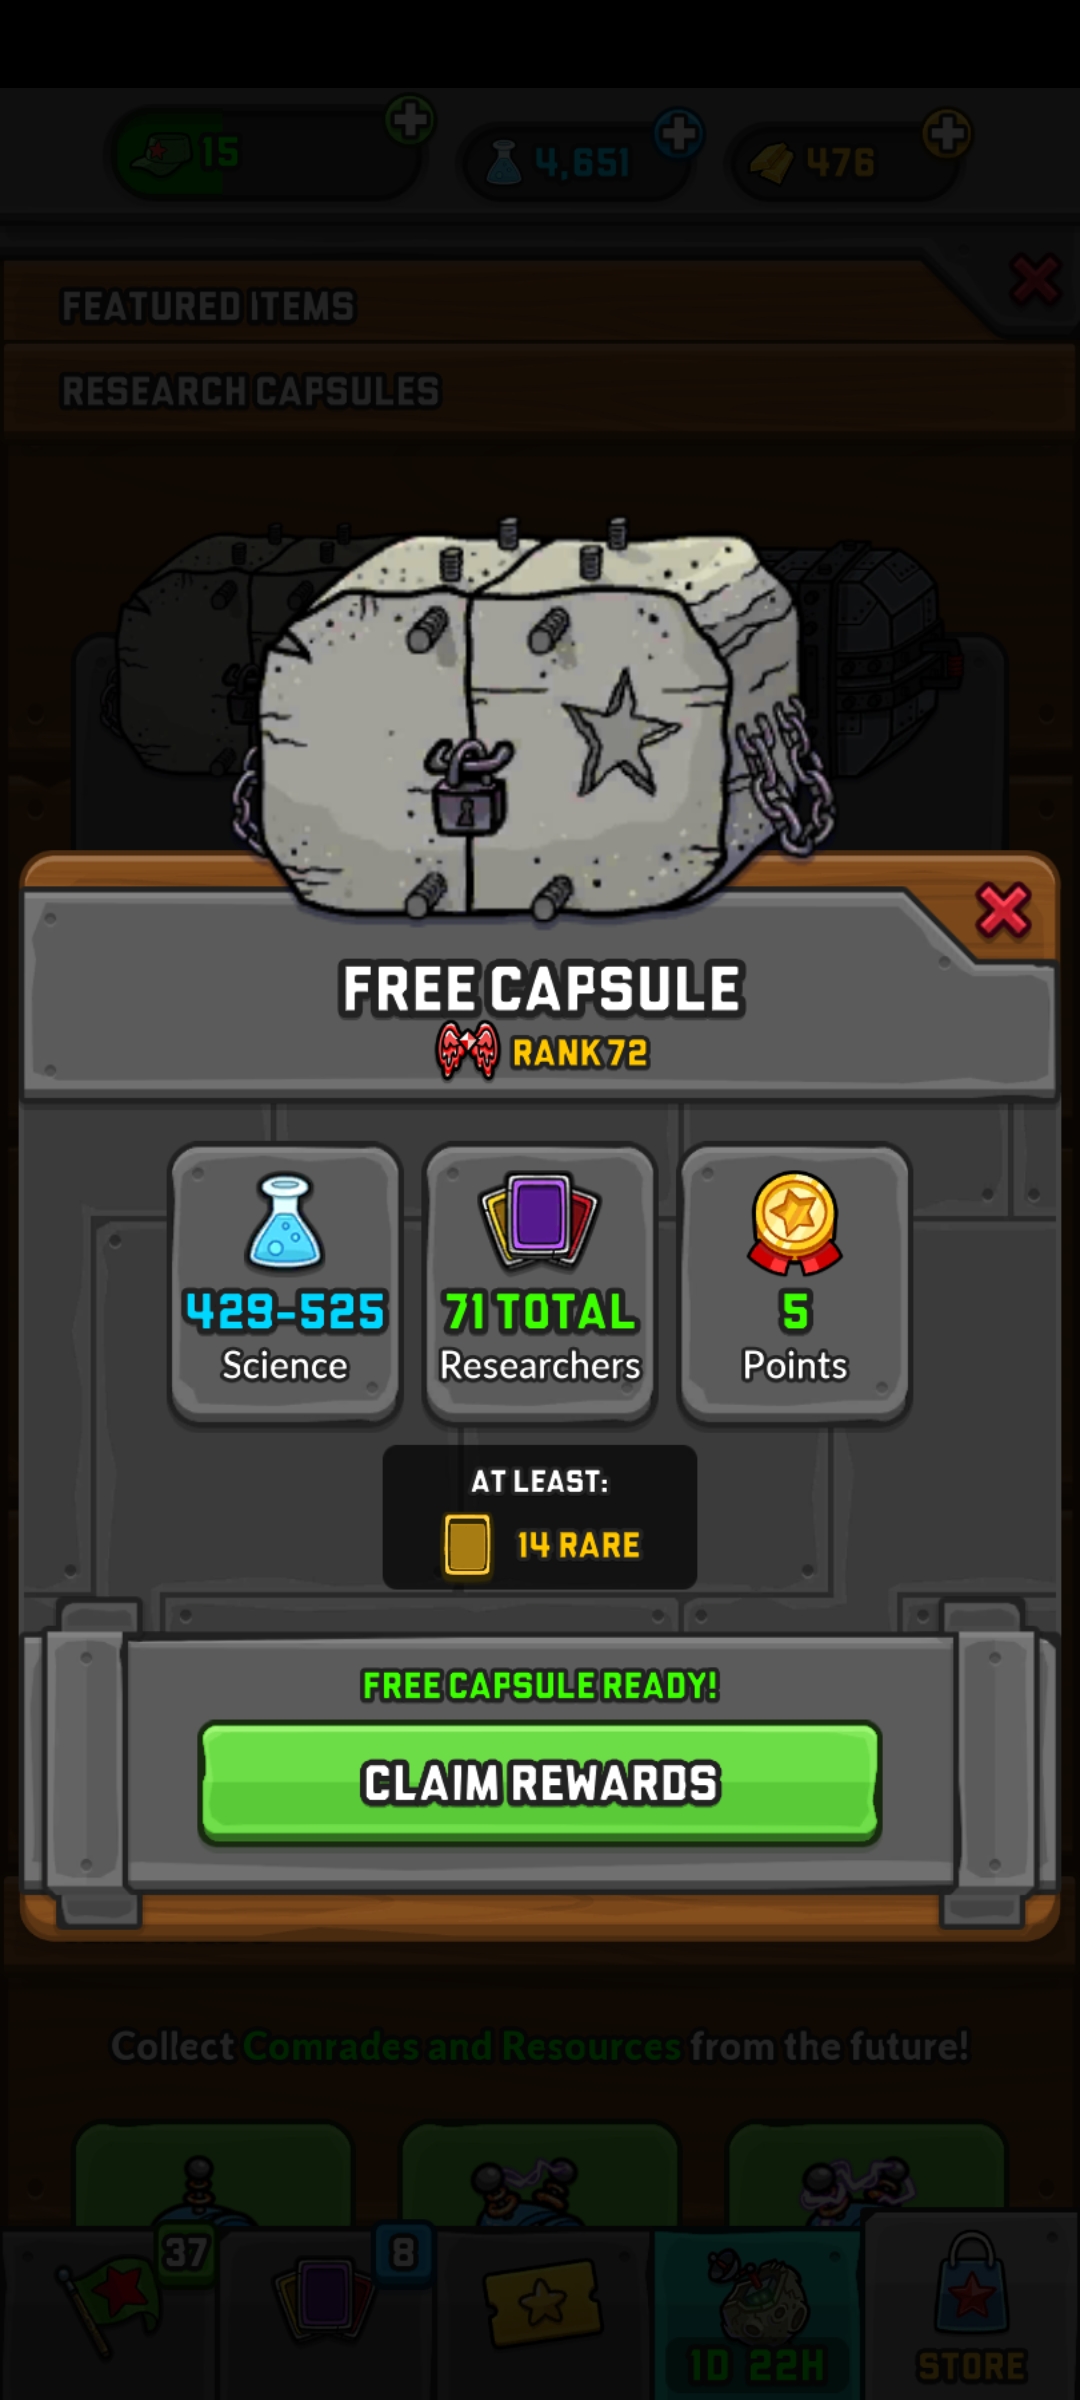 15
4,651
476
FEATURED ITEMS
RESEARCH CAPSULES
FREE CAPSULE
RANK 72
429-525
Science
71 TOTAL
Researchers
5
Points
AT LEAST:
14 RARE
FREE CAPSULE READY!
CLAIM REWARDS
Collect Comrades and Resources from the future!
37
8
1D 22H
STORE